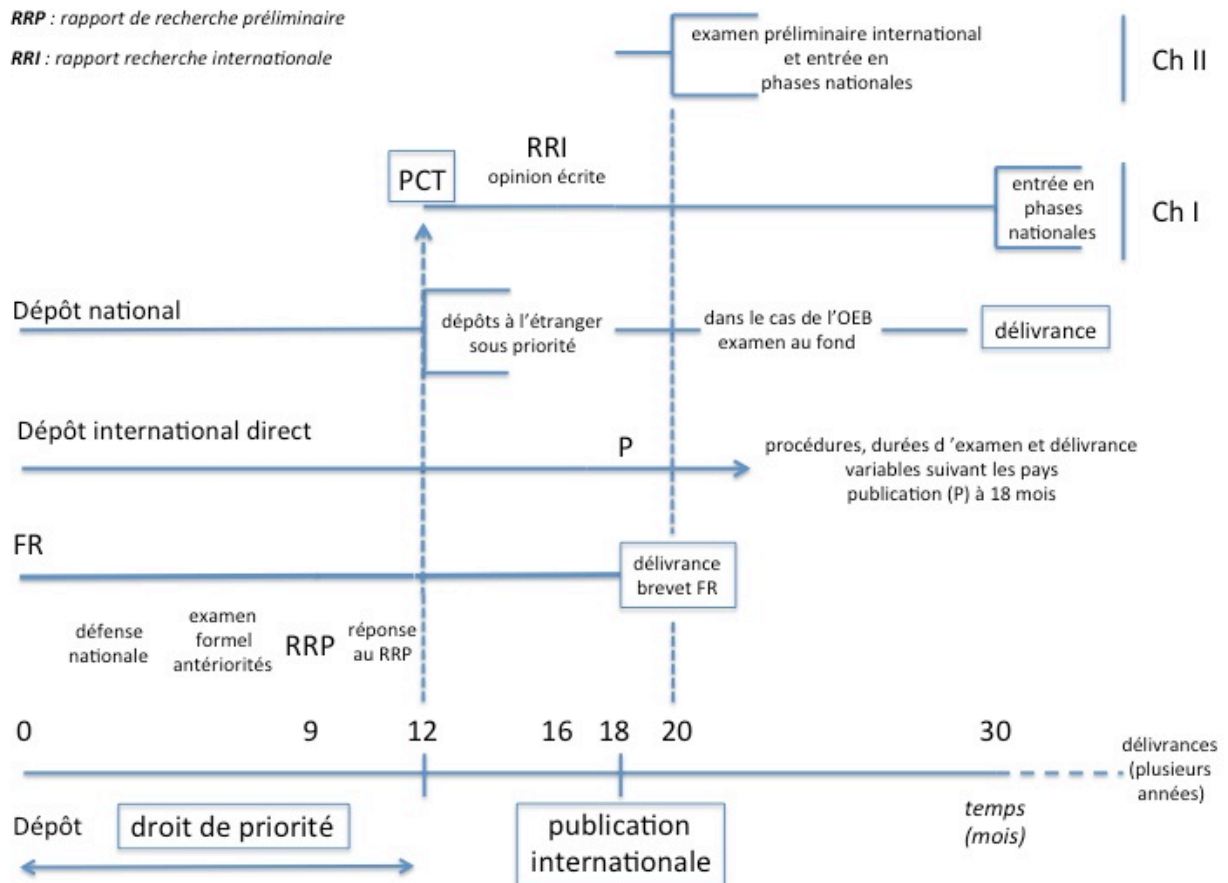 RRP : rapport de recherche préliminaire
RRI : rapport recherche internationale
examen préliminaire international
et entrée en
phases nationales
Ch II
PCT
RRI
opinion écrite
entrée en
phases
nationales
Ch I
Dépôt national
dépôts à l'étranger
sous priorité
dans le cas de l'OEB
examen au fond
délivrance
Dépôt international direct
P
procédures, durées d 'examen et délivrance
variables suivant les pays
publication (P) à 18 mois
FR
délivrance
brevet FR
défense
nationale
examen
formel
antériorités
RRP
réponse
au RRP
0 9 12 16 18 20 30
délivrances
(plusieurs
années)
temps
(mois)
Dépôt
droit de priorité
publication
internationale